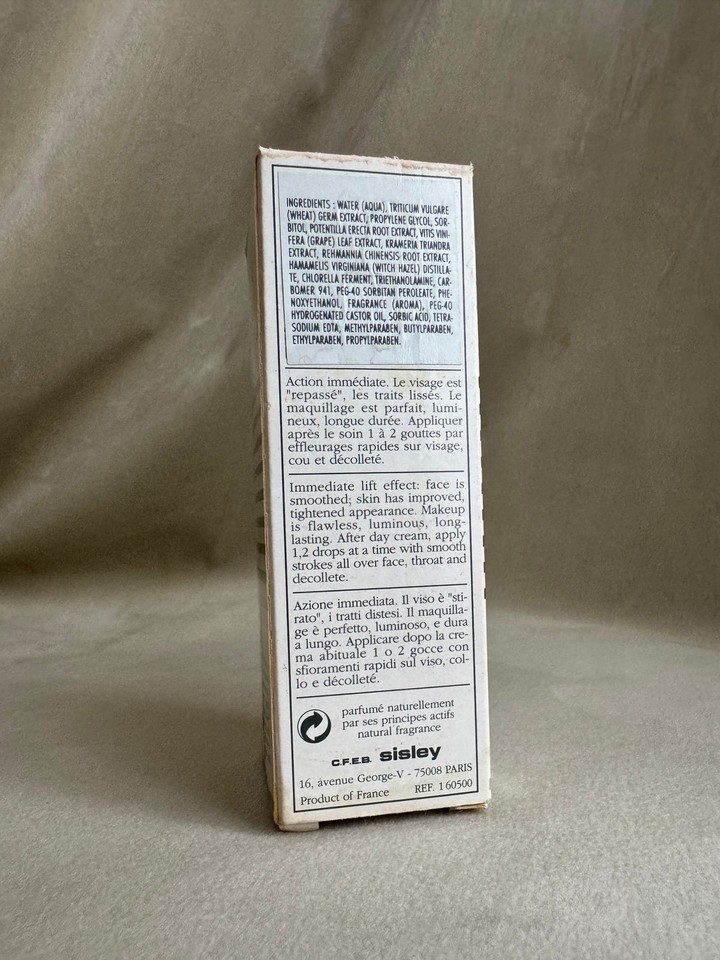 INGREDIENTS : WATER (AQUA), TRITICUM VULGARE
(WHEAT) GERM EXTRACT, PROPYLENE GLYCOL, SOR-
BITOL, POTENTILLA ERECTA ROOT EXTRACT, VITIS VINI-
FERA (GRAPE) LEAF EXTRACT, KRAMERIA TRIANDRA
EXTRACT, REHMANNIA CHINENSIS ROOT EXTRACT,
HAMAMELIS VIRGINIANA (WITCH HAZEL) DISTILLA-
TE, CHLORELLA FERMENT, TRIETHANOLAMINE, CAR-
BOMER 941, PEG-40 SORBITAN PEROLEATE, PHE-
NOXYETHANOL, FRAGRANCE (AROMA), PEG-40
HYDROGENATED CASTOR OIL, SORBIC ACID, TETRA-
SODIUM EDTA, METHYLPARABEN, BUTYLPARABEN,
ETHYLPARABEN, PROPYLPARABEN.
Action immédiate. Le visage est
"repassé", les traits lissés. Le
maquillage est parfait, lumi-
neux, longue durée. Appliquer
après le soin 1 à 2 gouttes par
effleurages rapides sur visage,
cou et décolleté.
Immediate lift effect: face is
smoothed; skin has improved,
tightened appearance. Makeup
is flawless, luminous, long-
lasting. After day cream, apply
1,2 drops at a time with smooth
strokes all over face, throat and
decollete.
Azione immediata. Il viso è "sti-
rato", i tratti distesi. Il maquilla-
ge è perfetto, luminoso, e dura
a lungo. Applicare dopo la cre-
ma abituale 1 o 2 gocce con
sfioramenti rapidi sul viso, col-
lo e décolleté.
parfumé naturellement
par ses principes actifs
natural fragrance
C.F.E.B. sisley
16, avenue George-V - 75008 PARIS
Product of France REF. 160500